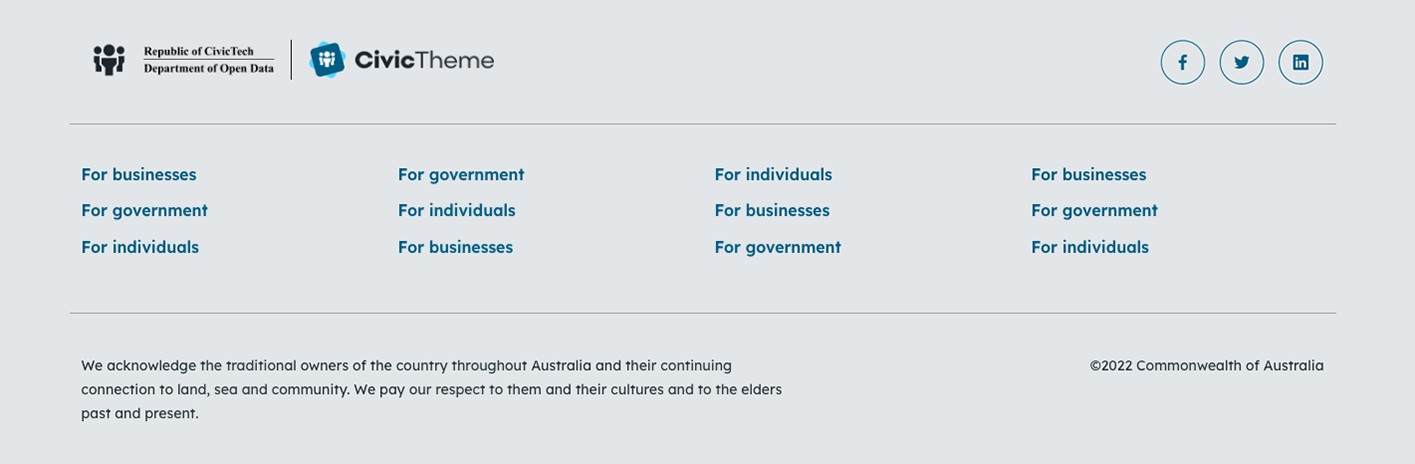 Republic of CivicTech
Department of Open Data
CivicTheme
For businesses
For government
For individuals
For government
For individuals
For businesses
For individuals
For businesses
For government
For businesses
For government
For individuals
We acknowledge the traditional owners of the country throughout Australia and their continuing
connection to land, sea and community. We pay our respect to them and their cultures and to the elders
past and present.
©2022 Commonwealth of Australia